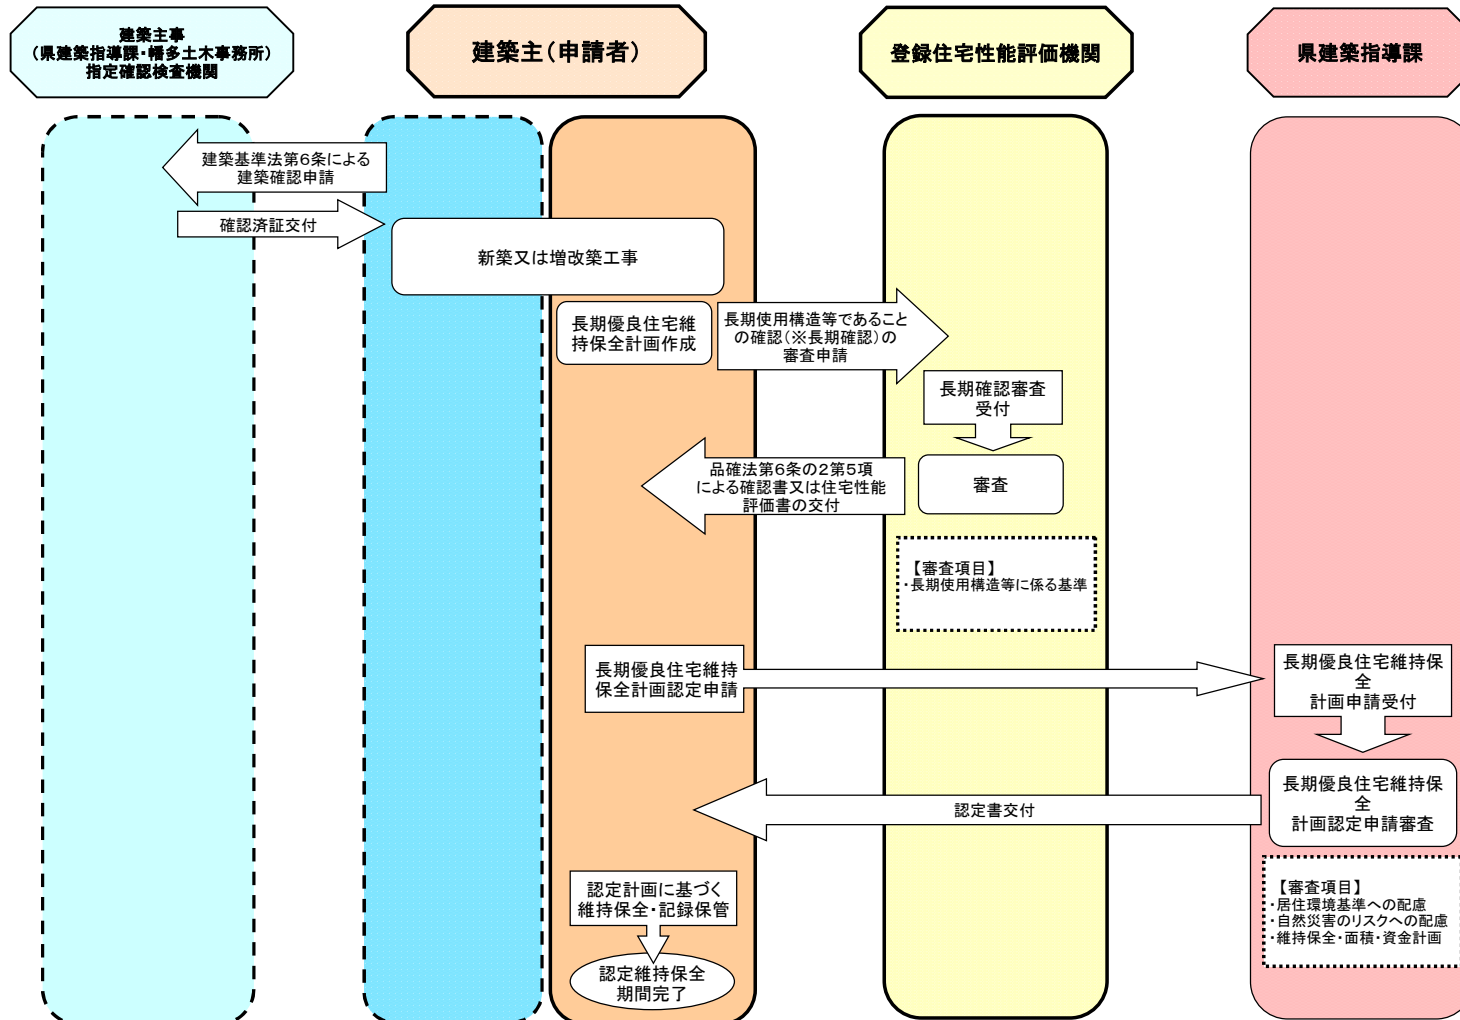 建築主事
（県建築指導課・幡多土木事務所）
指定確認検査機関
建築主（申請者）
登録住宅性能評価機関
県建築指導課
建築基準法第６条による
建築確認申請
確認済証交付
新築又は増改築工事
長期優良住宅維
持保全計画作成
長期使用構造等であること
の確認（※長期確認）の
審査申請
長期確認審査
受付
審査
品確法第６条の２第５項
による確認書又は住宅性能
評価書の交付
【審査項目】
・長期使用構造等に係る基準
長期優良住宅維持
保全計画認定申請
長期優良住宅維持保
全
計画申請受付
長期優良住宅維持保
全
計画認定申請審査
認定書交付
【審査項目】
・居住環境基準への配慮
・自然災害のリスクへの配慮
・維持保全・面積・資金計画
認定計画に基づく
維持保全・記録保管
認定維持保全
期間完了